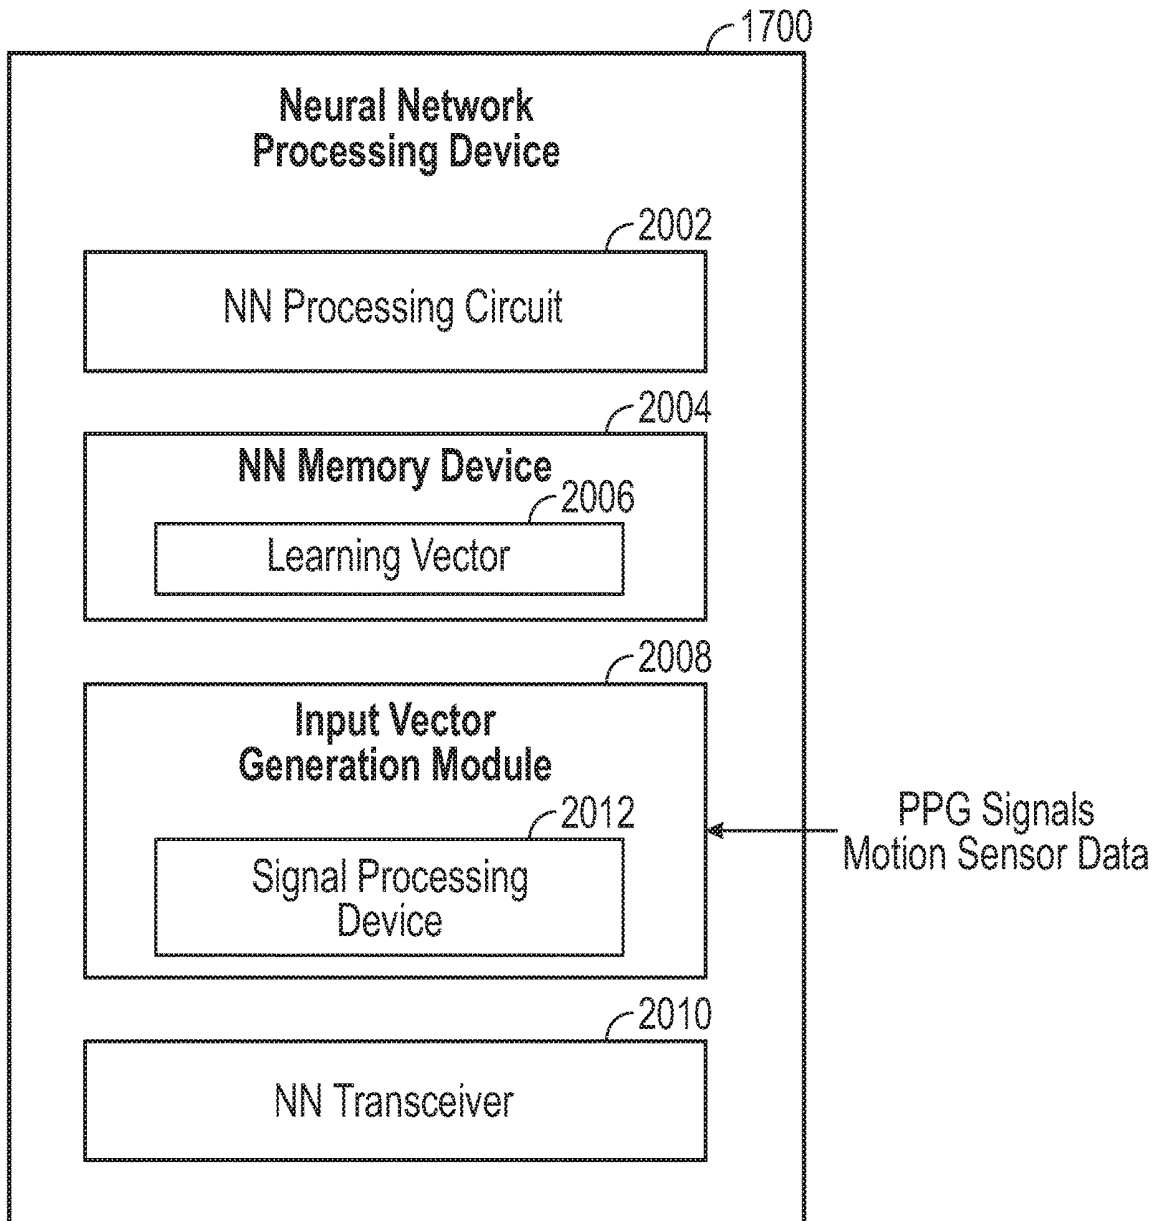 1700
Neural Network
Processing Device
2002
NN Processing Circuit
2004
NN Memory Device
2006
Learning Vector
2008
Input Vector
Generation Module
2012
Signal Processing
Device
PPG Signals
Motion Sensor Data
2010
NN Transceiver